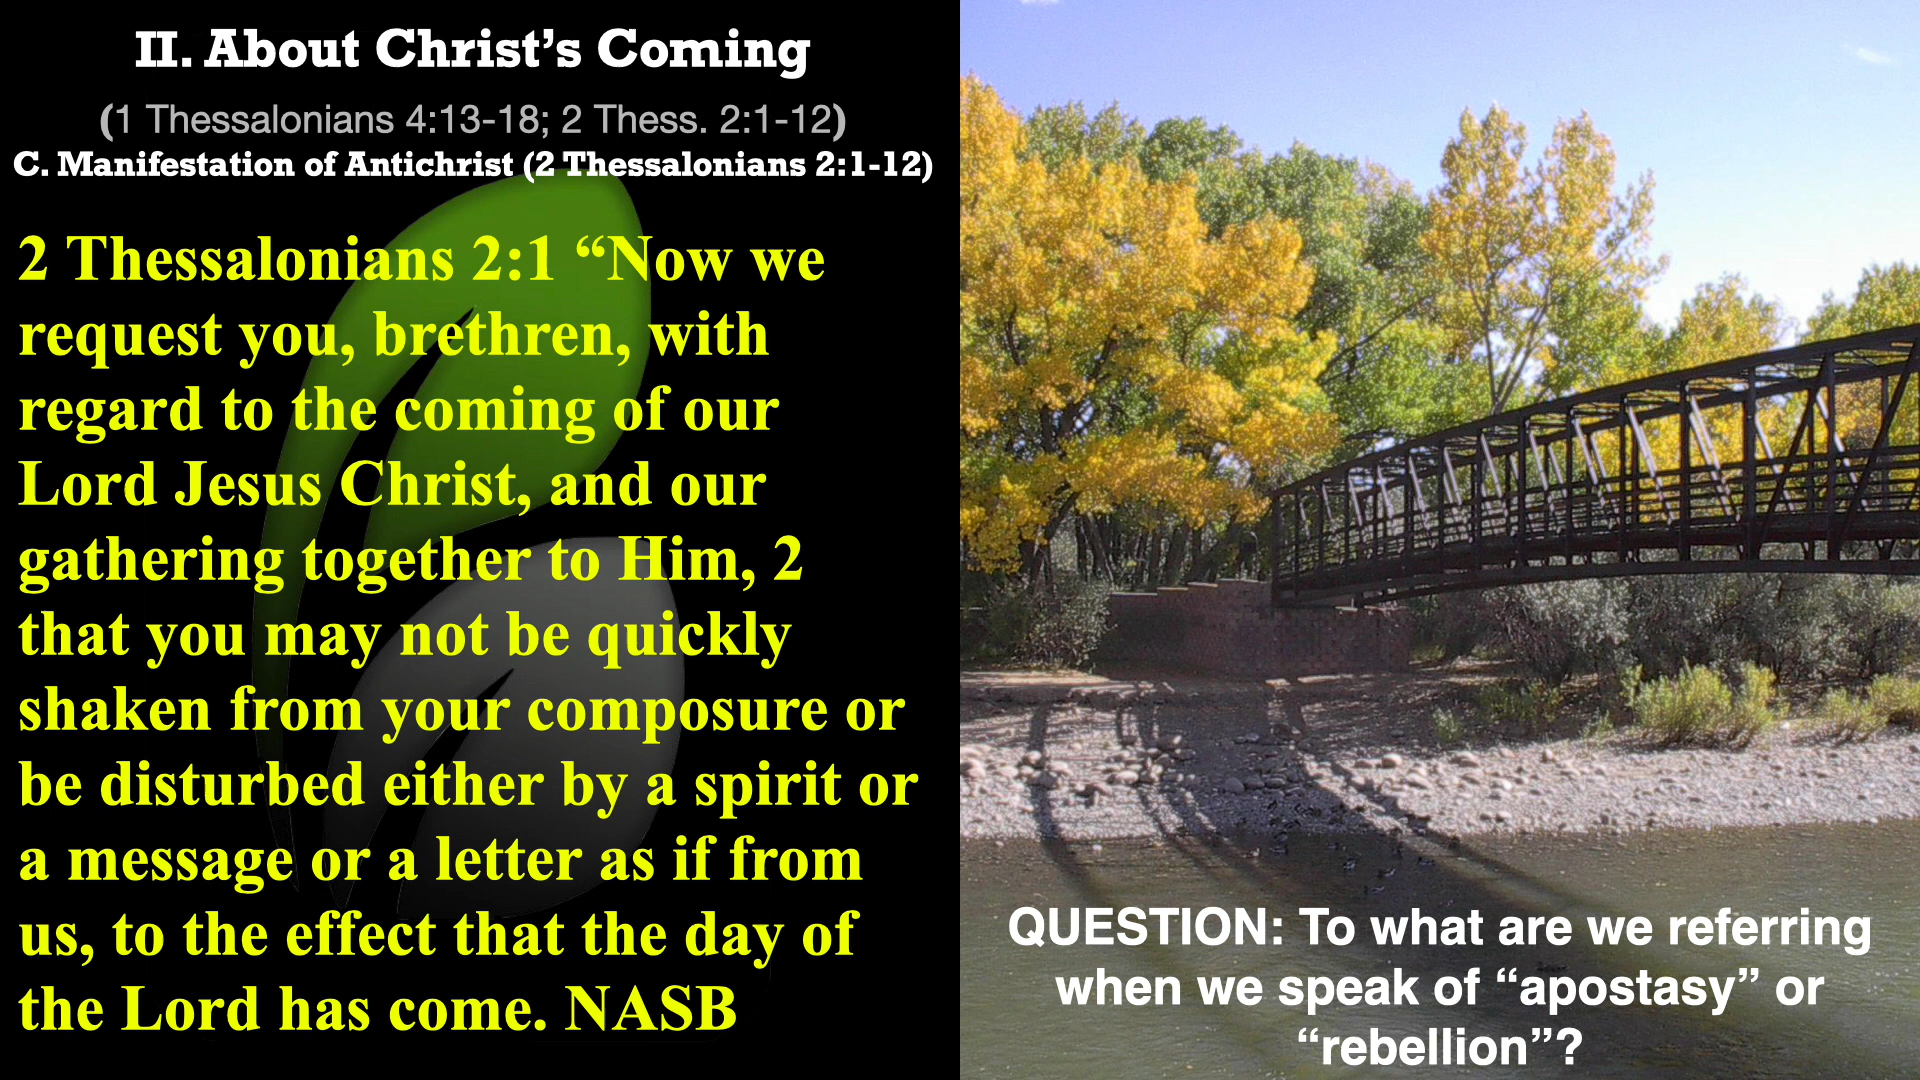 II. About Christ’s Coming
(1 Thessalonians 4:13-18; 2 Thess. 2:1-12)
C. Manifestation of Antichrist (2 Thessalonians 2:1-12)
2 Thessalonians 2:1 “Now we
request you, brethren, with
regard to the coming of our
Lord Jesus Christ, and our
gathering together to Him, 2
that you may not be quickly
shaken from your composure or
be disturbed either by a spirit or
a message or a letter as if from
us, to the effect that the day of
the Lord has come. NASB
QUESTION: To what are we referring
when we speak of “apostasy” or
“rebellion”?